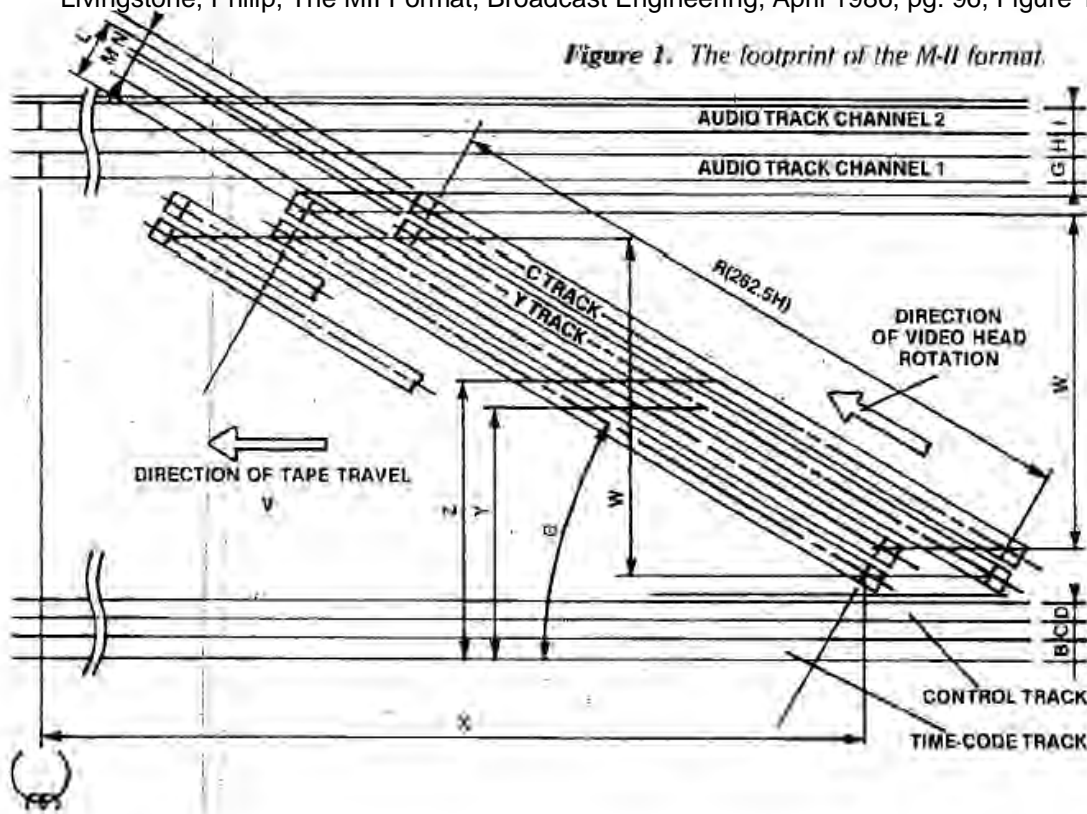 Livingstone, Philip, The MII Format, Broadcast Engineering, April 1986, pg. 96, Figure
Figure 1. The footprint of the M-II format.
L
M N
T
AUDIO TRACK CHANNEL 2
I
H
G
AUDIO TRACK CHANNEL 1
R(262.5H)
C TRACK
Y TRACK
DIRECTION
OF VIDEO HEAD
ROTATION
W
W
DIRECTION OF TAPE TRAVEL
V
Z
Y
θ
D
C
B
X
CONTROL TRACK
TIME-CODE TRACK